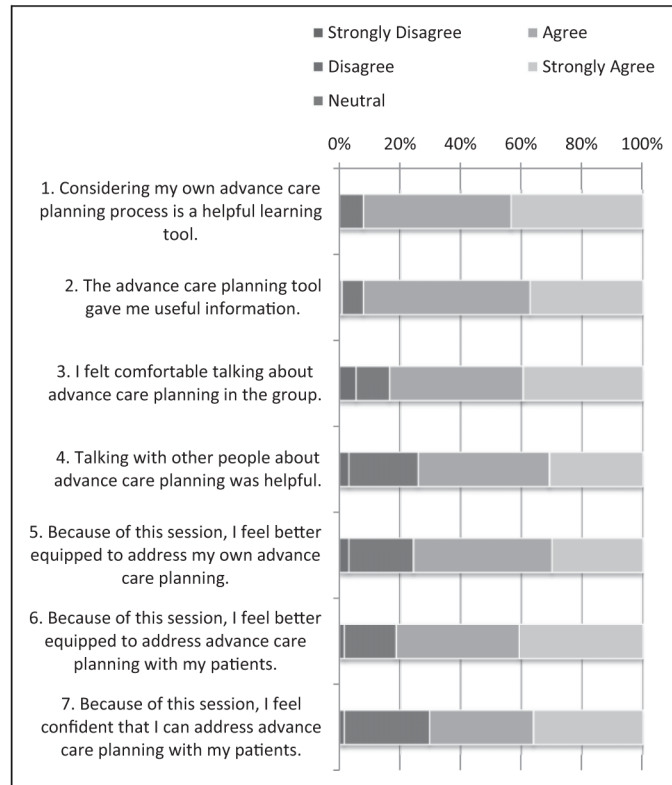 Strongly Disagree
Agree
Disagree
Strongly Agree
Neutral
0% 20% 40% 60% 80% 100%
1. Considering my own advance care
planning process is a helpful learning
tool.
2. The advance care planning tool
gave me useful information.
3. I felt comfortable talking about
advance care planning in the group.
4. Talking with other people about
advance care planning was helpful.
5. Because of this session, I feel better
equipped to address my own advance
care planning.
6. Because of this session, I feel better
equipped to address advance care
planning with my patients.
7. Because of this session, I feel
confident that I can address advance
care planning with my patients.